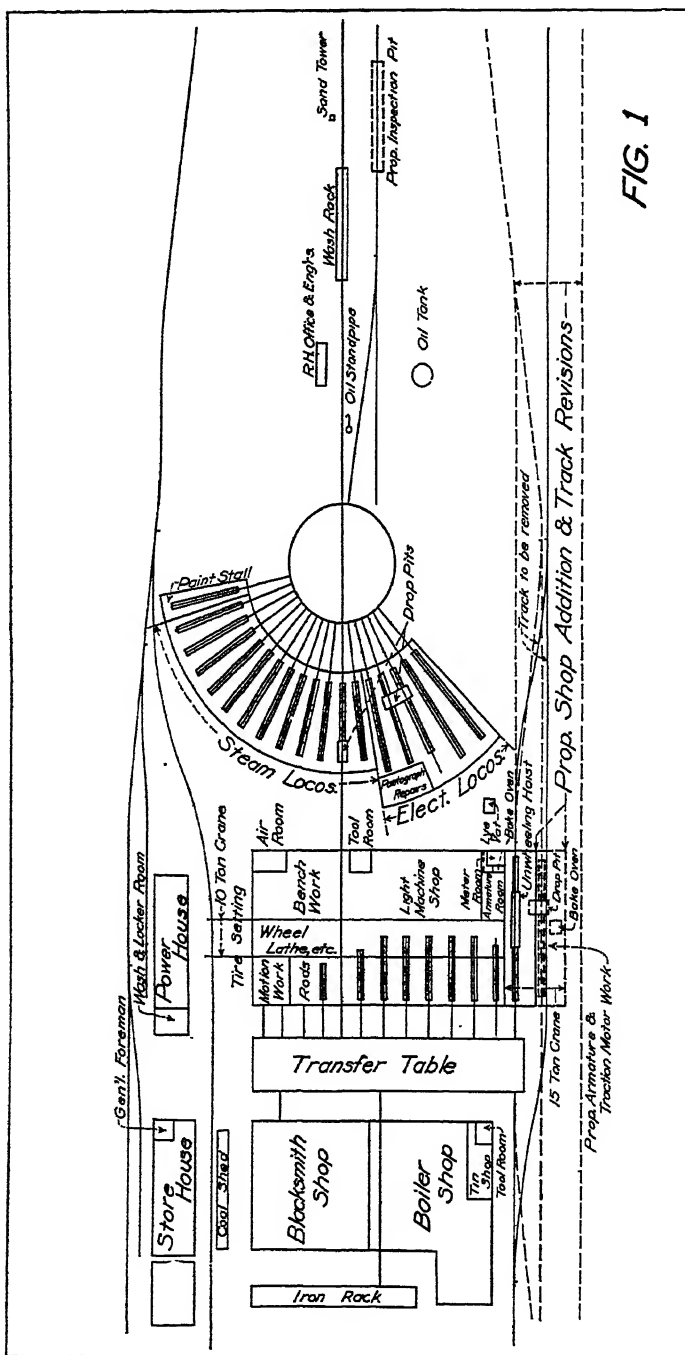 Sand Tower
Prop. Inspection Pit
Wash Rack
R.H. Office & Engrs.
Oil Standpipe
Oil Tank
FIG. 1
Paint Stall
Drop Pits
Steam Locos.
Pantograph
Repairs
Elect. Locos.
Track to be removed
Prop. Shop Addition & Track Revisions
Gen'l. Foreman
Wash & Locker Room
Power
House
10 Ton Crane
Tire Setting
Air
Room
Bench
Work
Tool
Room
Light
Machine
Shop
Meter
Room
Armature
Room
Lye
Vat
Bake Oven
Unwheeling Hoist
Wheel
Lathe, etc.
Motion
Work
Rods
Drop Pit
Bake Oven
15 Ton Crane
Prop. Armature &
Traction Motor Work
Transfer Table
Store
House
Coal Shed
Blacksmith
Shop
Boiler
Shop
Tin
Shop
Tool Room
Iron Rack